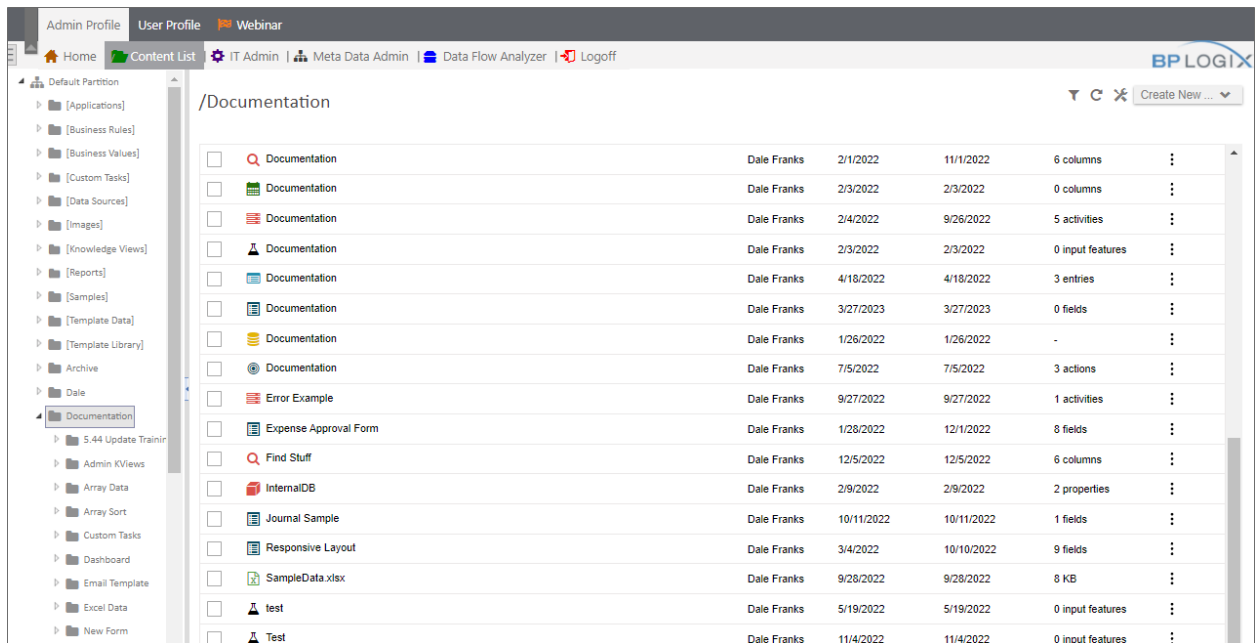 Admin Profile User Profile Webinar
Home Content List | IT Admin | Meta Data Admin | Data Flow Analyzer | Logoff
BP LOGIX
Default Partition
[Applications]
[Business Rules]
[Business Values]
[Custom Tasks]
[Data Sources]
[Images]
[Knowledge Views]
[Reports]
[Samples]
[Template Data]
[Template Library]
Archive
Dale
Documentation
5.44 Update Trainin
Admin KViews
Array Data
Array Sort
Custom Tasks
Dashboard
Email Template
Excel Data
New Form
/Documentation
Create New ...
Documentation Dale Franks 2/1/2022 11/1/2022 6 columns
Documentation Dale Franks 2/3/2022 2/3/2022 0 columns
Documentation Dale Franks 2/4/2022 9/26/2022 5 activities
Documentation Dale Franks 2/3/2022 2/3/2022 0 input features
Documentation Dale Franks 4/18/2022 4/18/2022 3 entries
Documentation Dale Franks 3/27/2023 3/27/2023 0 fields
Documentation Dale Franks 1/26/2022 1/26/2022 -
Documentation Dale Franks 7/5/2022 7/5/2022 3 actions
Error Example Dale Franks 9/27/2022 9/27/2022 1 activities
Expense Approval Form Dale Franks 1/28/2022 12/1/2022 8 fields
Find Stuff Dale Franks 12/5/2022 12/5/2022 6 columns
InternalDB Dale Franks 2/9/2022 2/9/2022 2 properties
Journal Sample Dale Franks 10/11/2022 10/11/2022 1 fields
Responsive Layout Dale Franks 3/4/2022 10/10/2022 9 fields
SampleData.xlsx Dale Franks 9/28/2022 9/28/2022 8 KB
test Dale Franks 5/19/2022 5/19/2022 0 input features
Test Dale Franks 11/4/2022 11/4/2022 0 input features